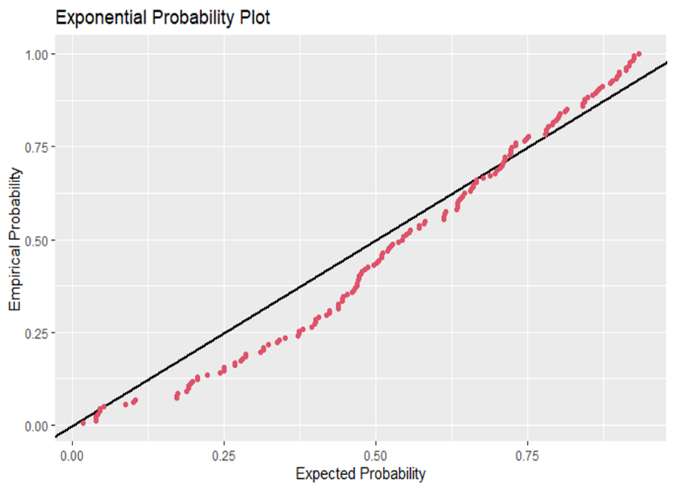 Exponential Probability Plot
Empirical Probability
1.00
0.75
0.50
0.25
0.00
0.00 0.25 0.50 0.75
Expected Probability